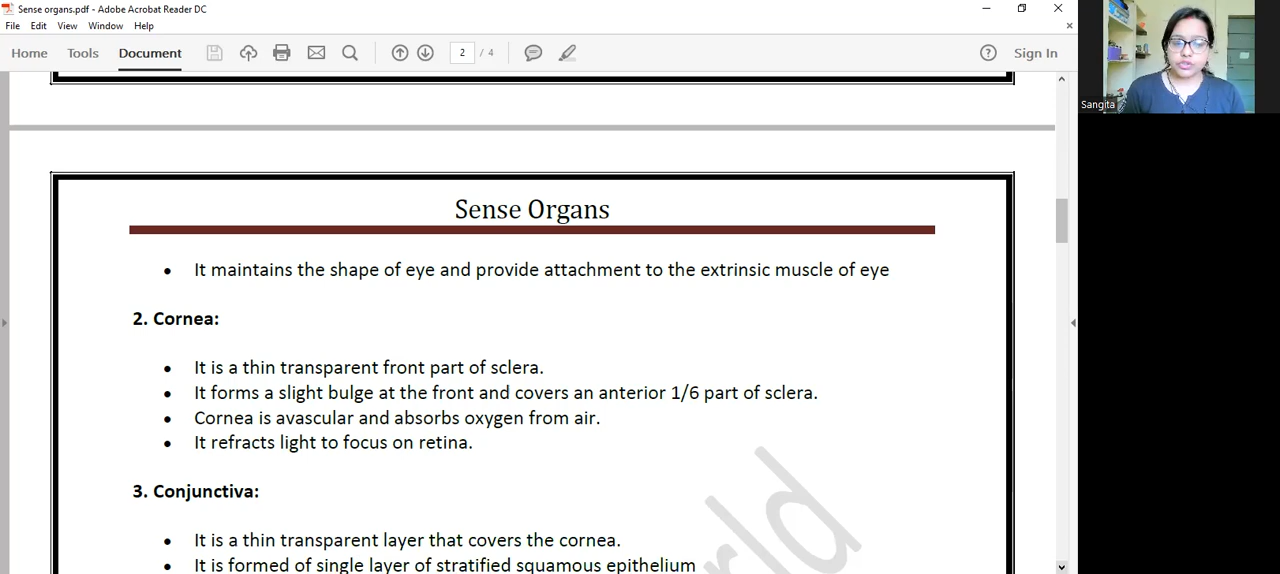 Sense organs.pdf - Adobe Acrobat Reader DC
File Edit View Window Help
Home Tools Document 2 / 4 Sign In
Sangita
Sense Organs
• It maintains the shape of eye and provide attachment to the extrinsic muscle of eye
2. Cornea:
• It is a thin transparent front part of sclera.
• It forms a slight bulge at the front and covers an anterior 1/6 part of sclera.
• Cornea is avascular and absorbs oxygen from air.
• It refracts light to focus on retina.
3. Conjunctiva:
• It is a thin transparent layer that covers the cornea.
• It is formed of single layer of stratified squamous epithelium